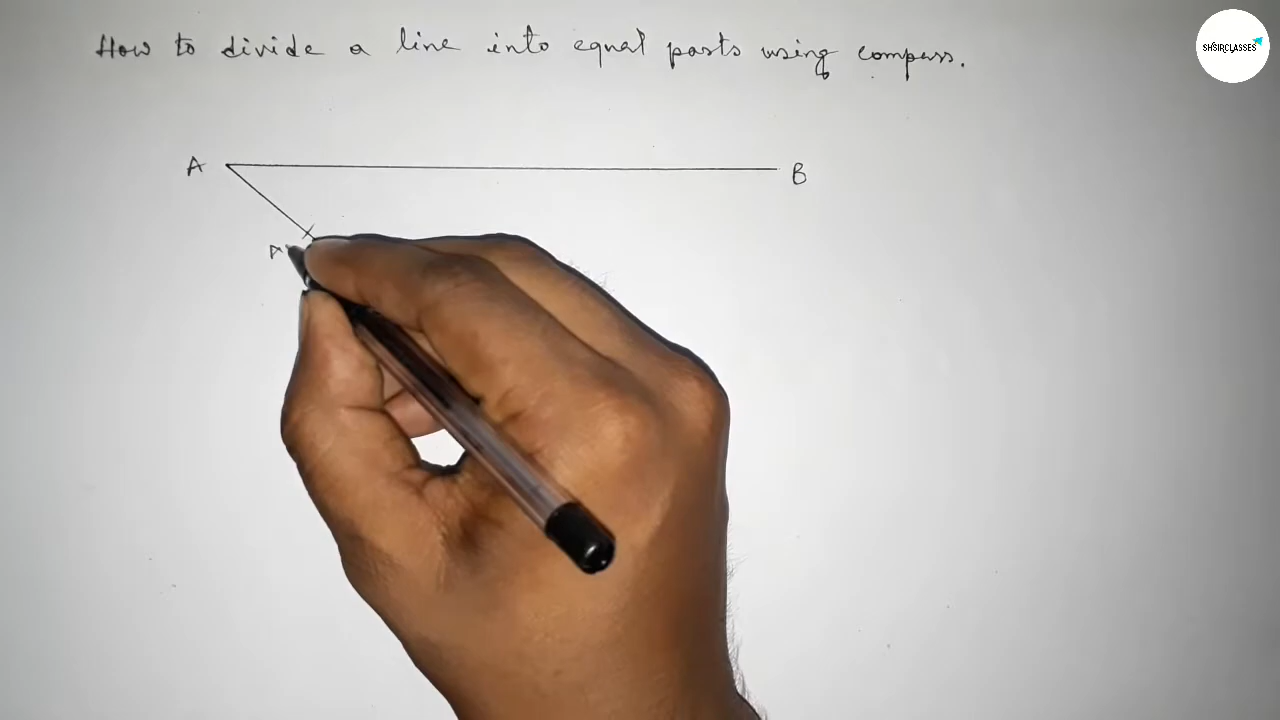 How to divide a line into equal parts using compass.
SHSIRCLASSES
A
B
A